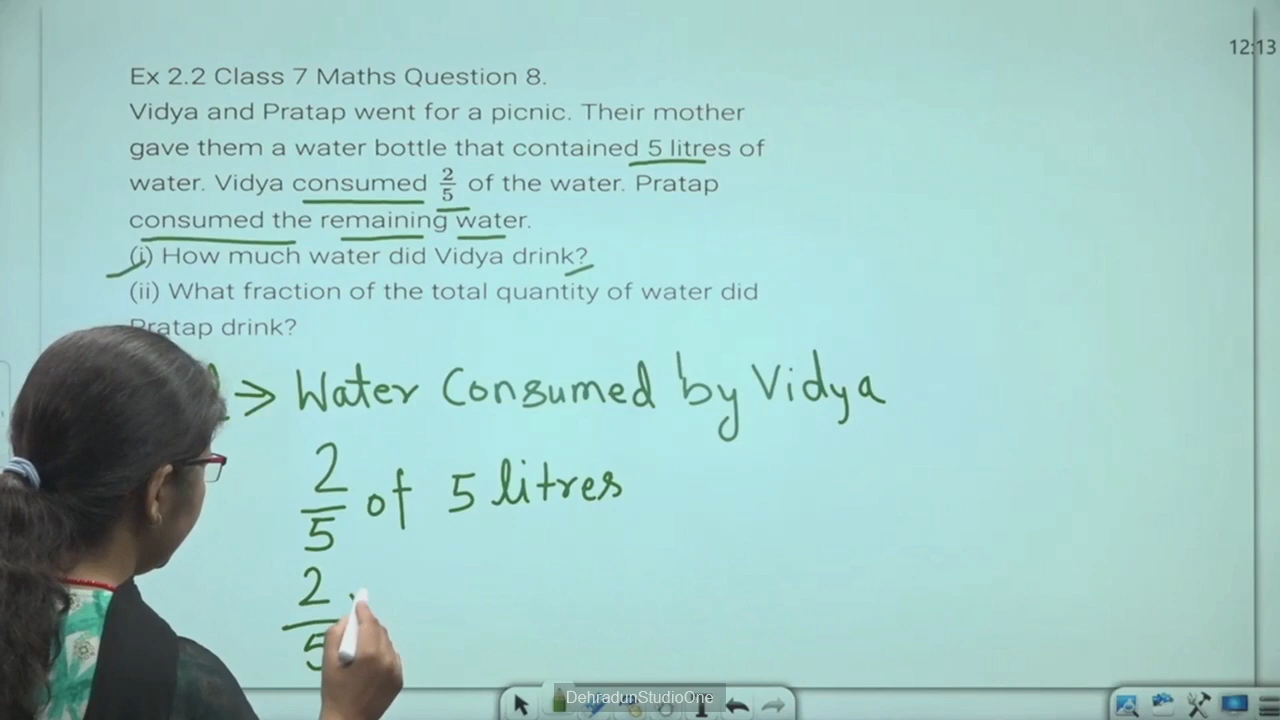 12:13
Ex 2.2 Class 7 Maths Question 8.
Vidya and Pratap went for a picnic. Their mother
gave them a water bottle that contained 5 litres of
water. Vidya consumed 2/5 of the water. Pratap
consumed the remaining water.
(i) How much water did Vidya drink?
(ii) What fraction of the total quantity of water did
Pratap drink?
→ Water Consumed by Vidya
2/5 of 5 litres
2/5
DehradunStudioOne